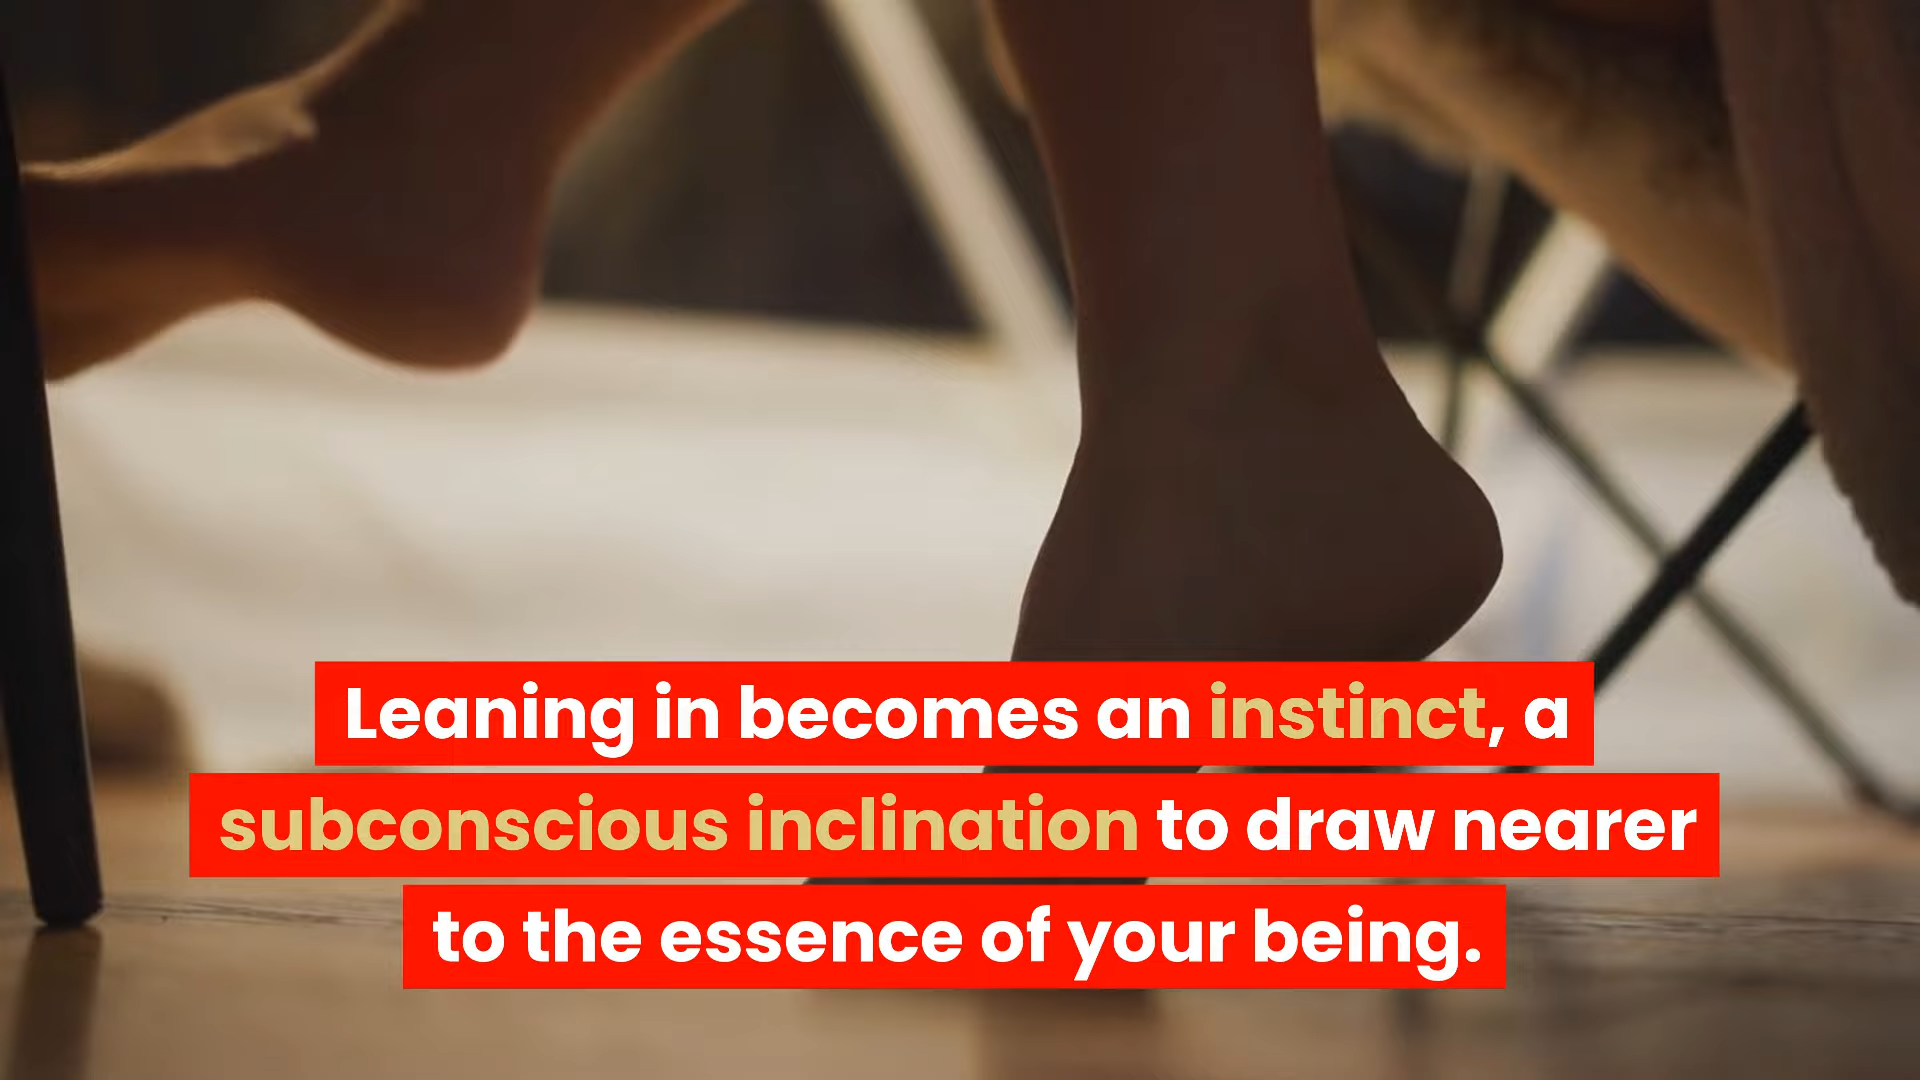 Leaning in becomes an instinct, a
subconscious inclination to draw nearer
to the essence of your being.